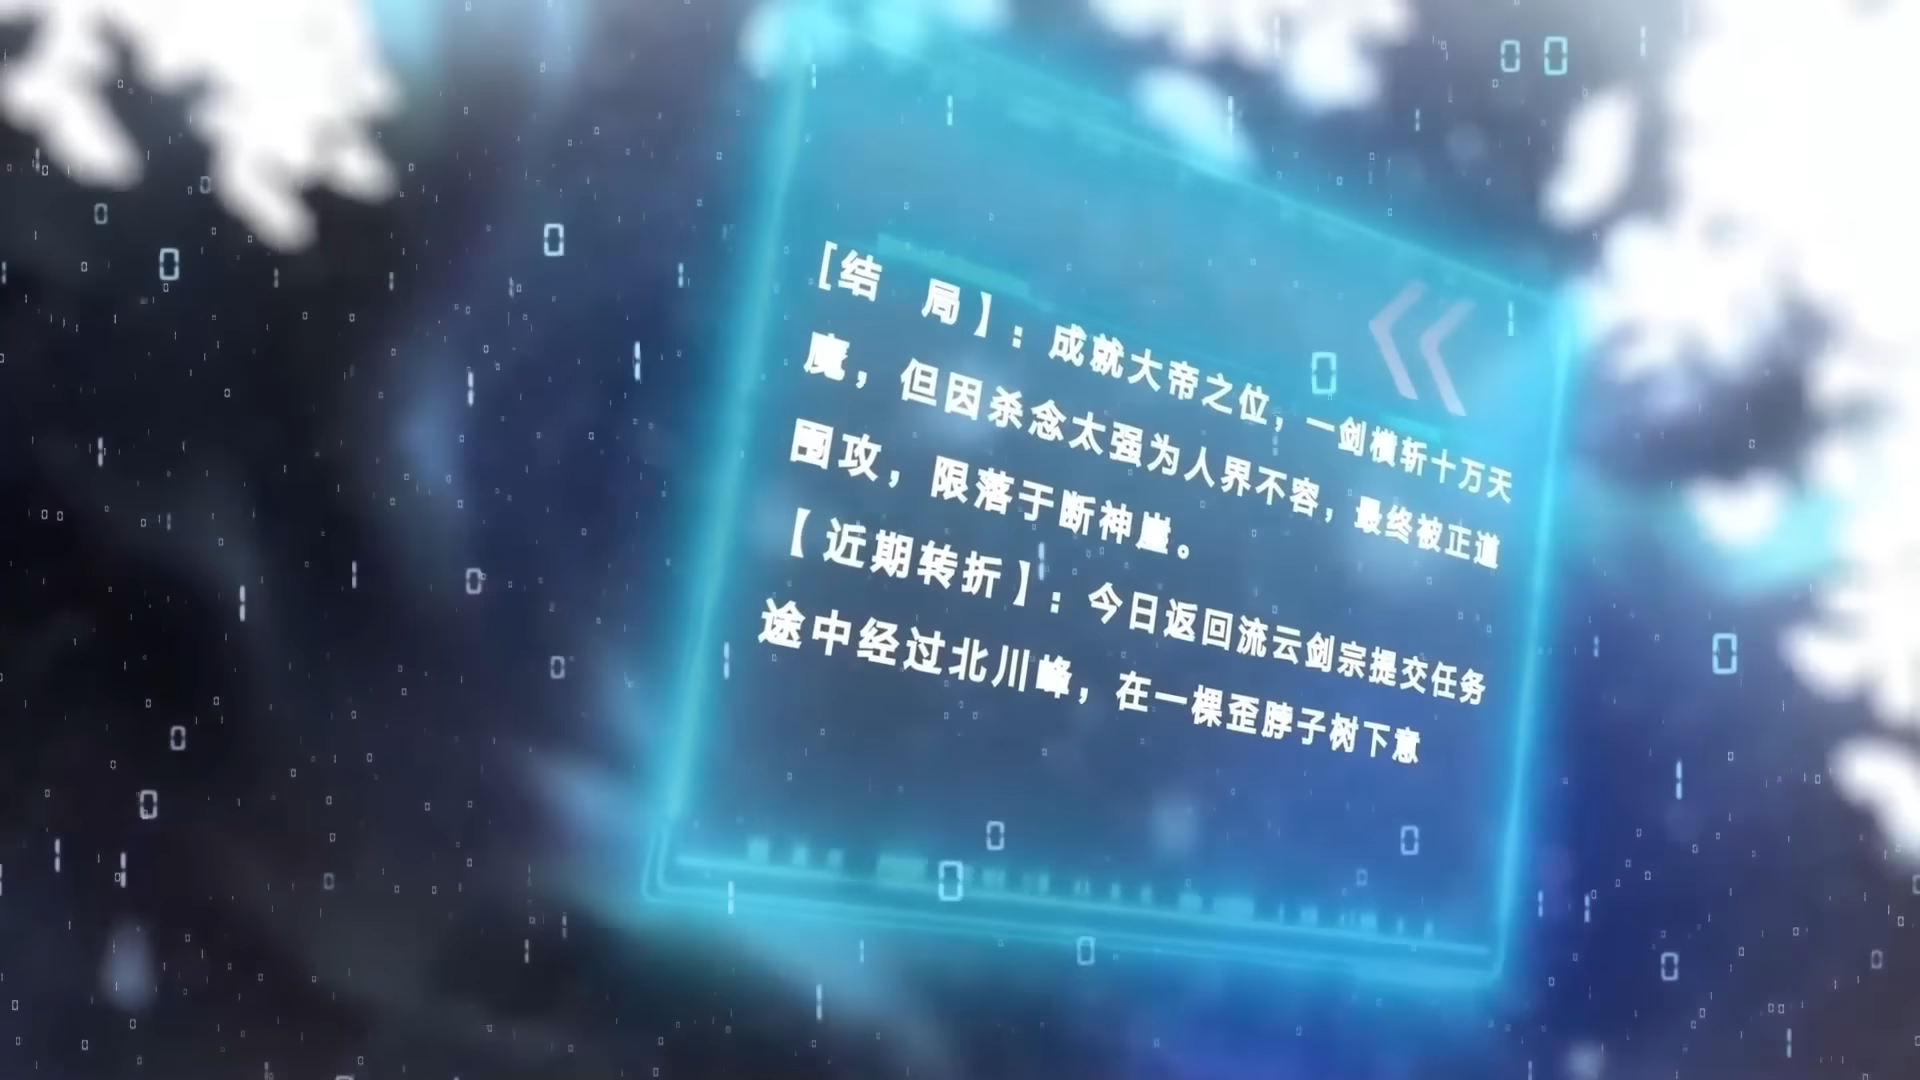 [结 局】：成就大帝之位，一剑横斩十万天
魔，但因杀念太强为人界不容，最终被正道
围攻，限落于断神崖。
【近期转折】：今日返回流云剑宗提交任务
途中经过北川峰，在一棵歪脖子树下意